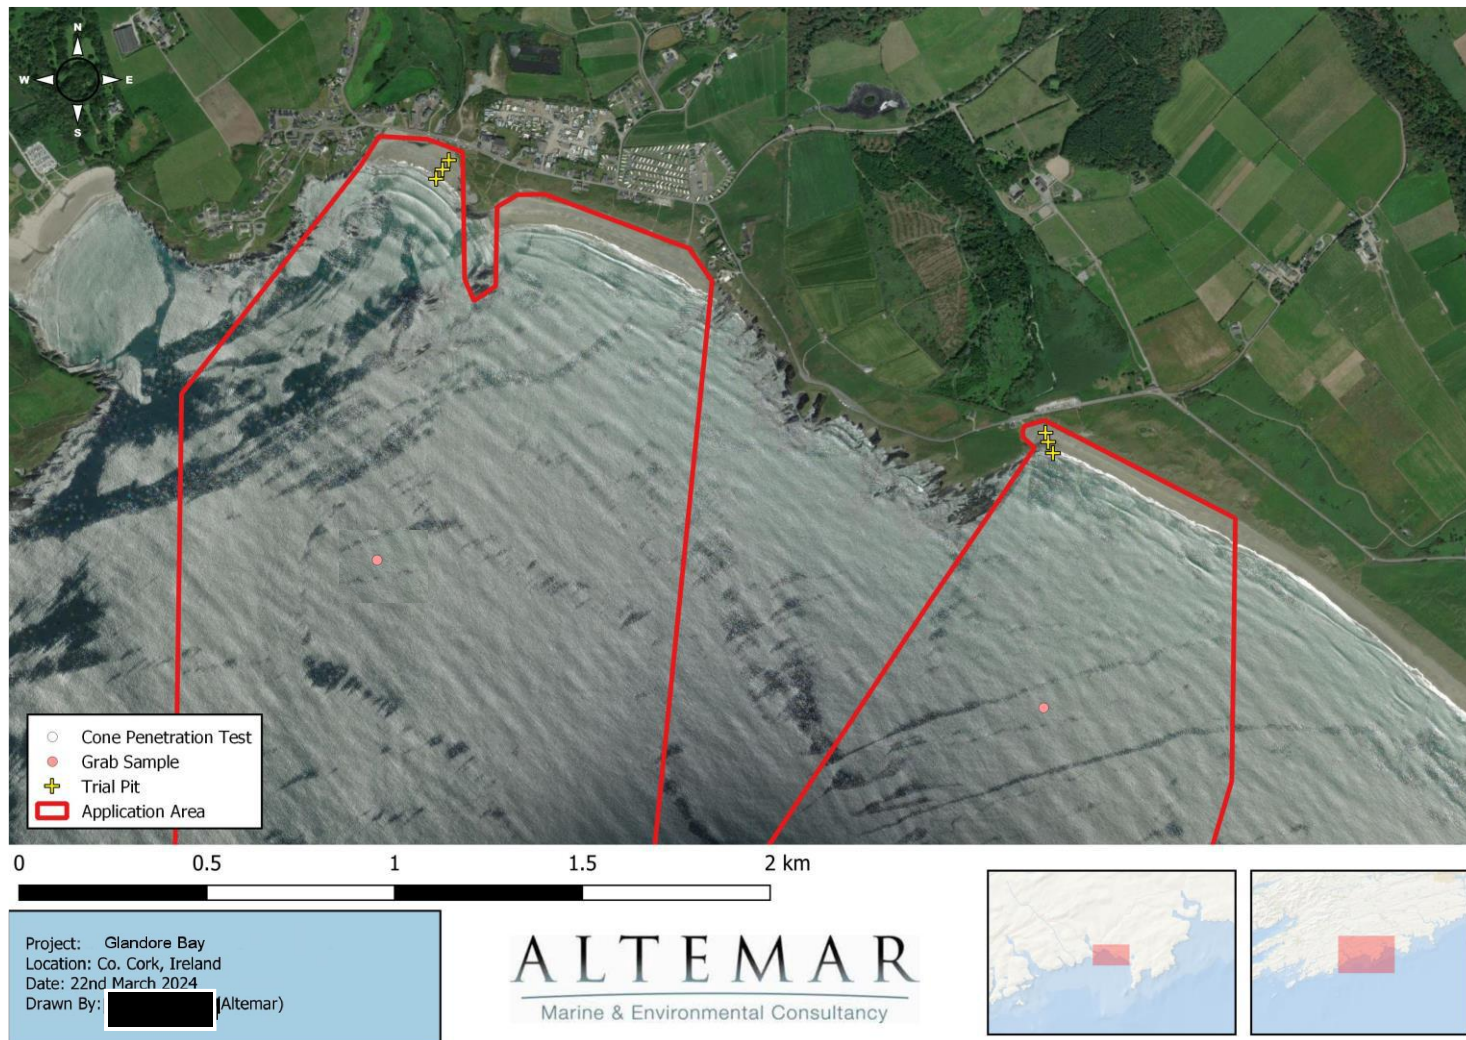 N
W E
S
Cone Penetration Test
Grab Sample
Trial Pit
Application Area
0 0.5 1 1.5 2 km
Project: Glandore Bay
Location: Co. Cork, Ireland
Date: 22nd March 2024
Drawn By: (Altemar)
ALTEMAR
Marine & Environmental Consultancy